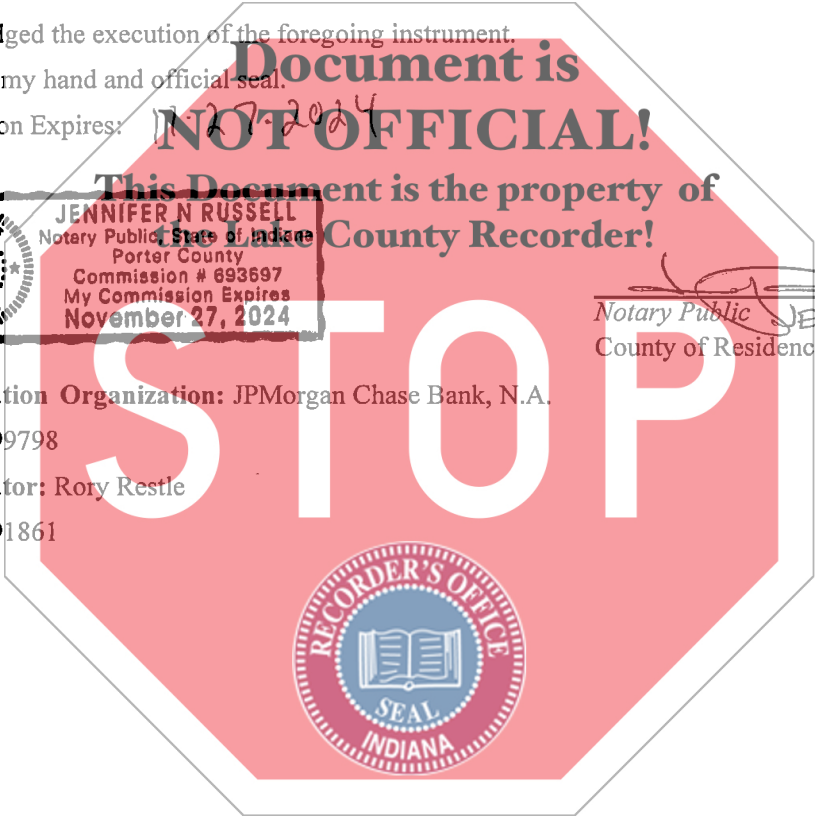 ged the execution of the foregoing instrument.
Document is
my hand and official seal.
on Expires: 11-27-2024
NOT OFFICIAL!
This Document is the property of
the Lake County Recorder!
JENNIFER N RUSSELL
Notary Public, State of Indiana
Porter County
Commission # 693697
My Commission Expires
November 27, 2024
Notary Public
County of Residenc
STOP
tion Organization: JPMorgan Chase Bank, N.A.
9798
tor: Rory Restle
1861
RECORDER'S OFFICE
SEAL
INDIANA